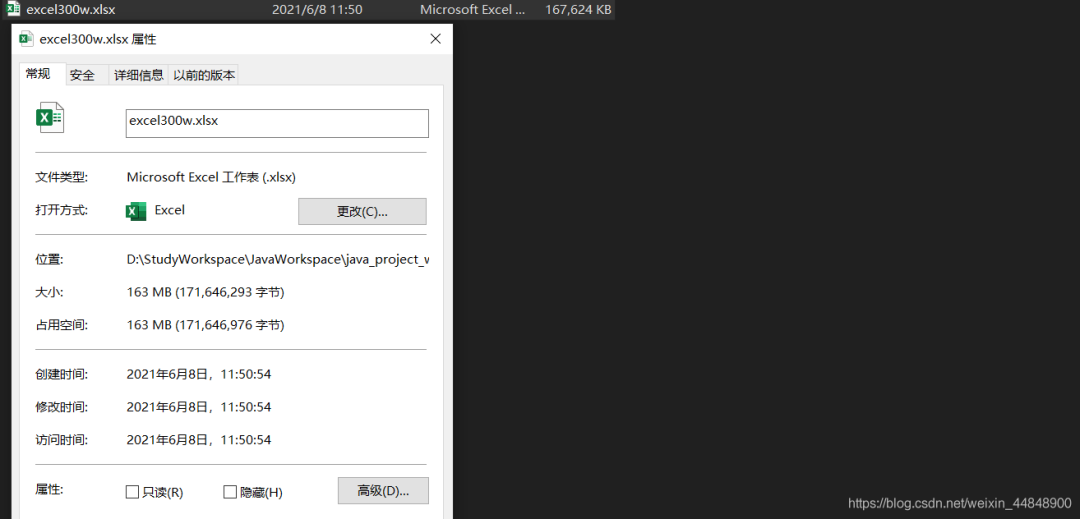 excel300w.xlsx 2021/6/8 11:50 Microsoft Excel ... 167,624 KB
excel300w.xlsx 属性
常规 安全 详细信息 以前的版本
excel300w.xlsx
文件类型: Microsoft Excel 工作表 (.xlsx)
打开方式: Excel 更改(C)...
位置: D:\StudyWorkspace\JavaWorkspace\java_project_w
大小: 163 MB (171,646,293 字节)
占用空间: 163 MB (171,646,976 字节)
创建时间: 2021年6月8日，11:50:54
修改时间: 2021年6月8日，11:50:54
访问时间: 2021年6月8日，11:50:54
属性: 只读(R) 隐藏(H) 高级(D)...
https://blog.csdn.net/weixin_44848900